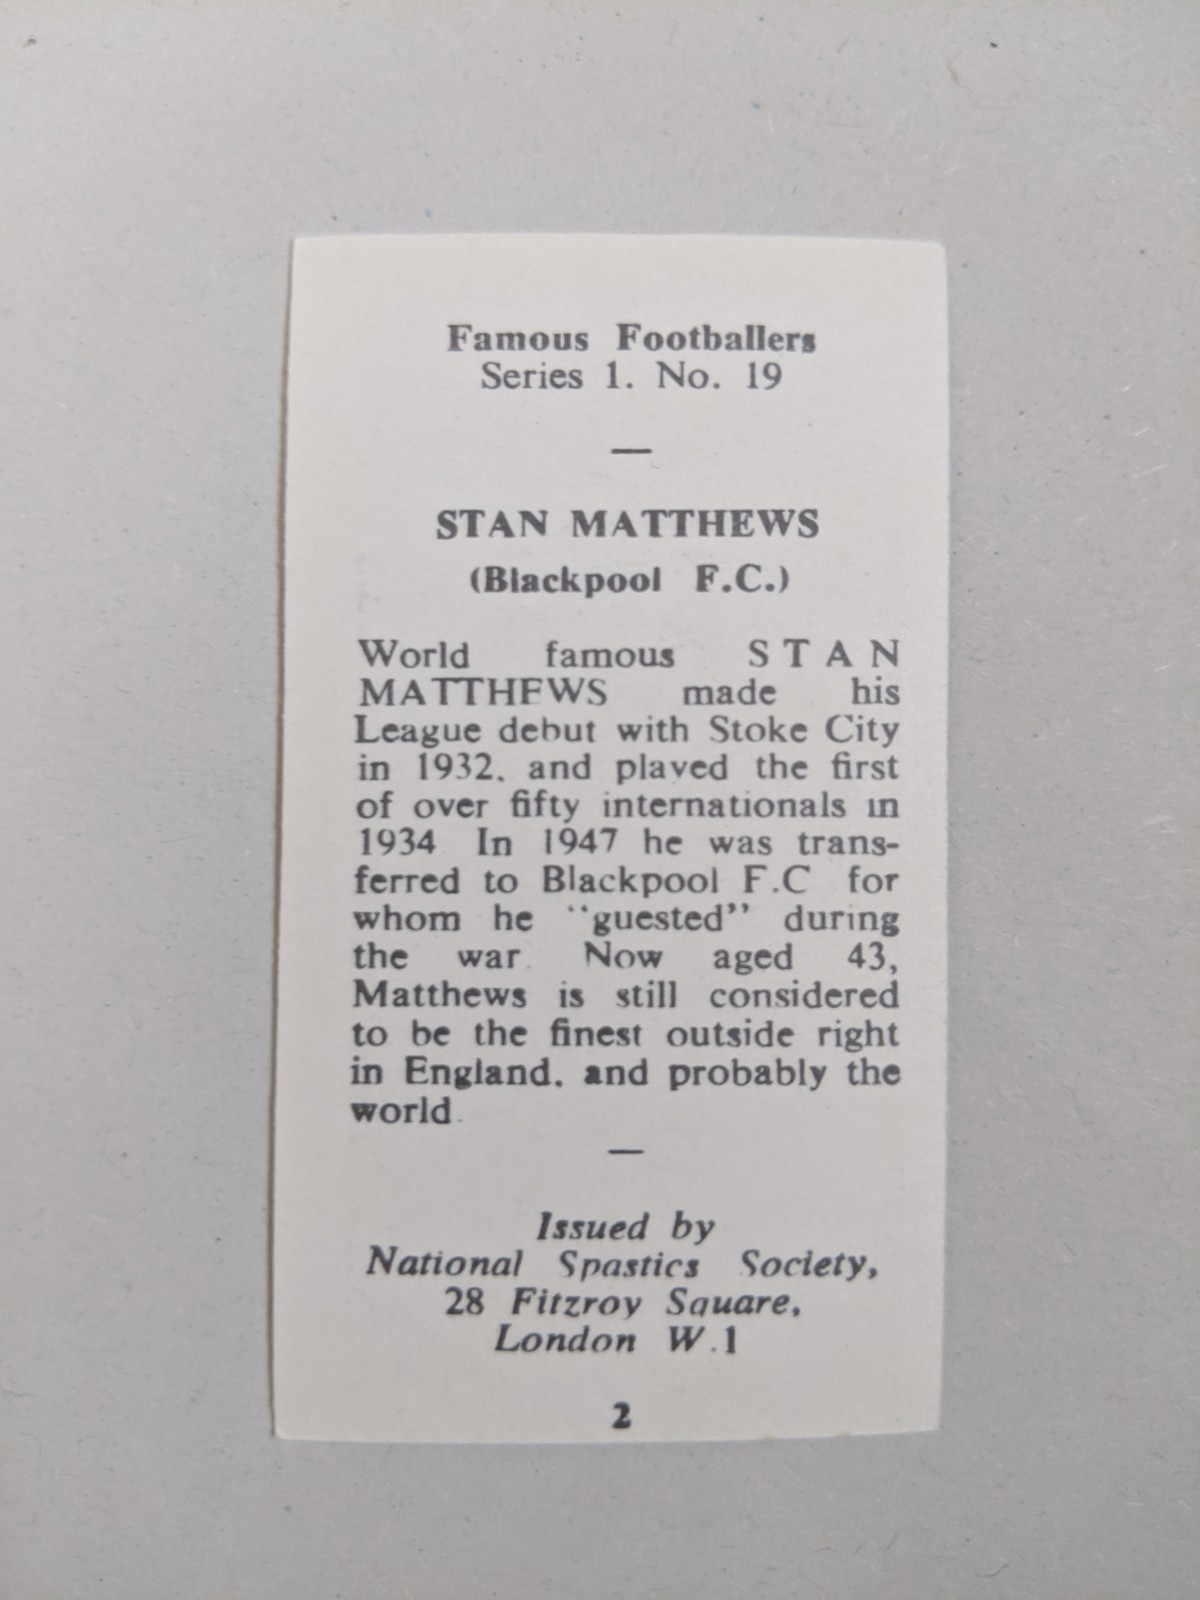 Famous Footballers
Series 1. No. 19
—
STAN MATTHEWS
(Blackpool F.C.)
World famous STAN
MATTHEWS made his
League debut with Stoke City
in 1932, and played the first
of over fifty internationals in
1934. In 1947 he was trans-
ferred to Blackpool F.C for
whom he "guested" during
the war. Now aged 43,
Matthews is still considered
to be the finest outside right
in England, and probably the
world.
—
Issued by
National Spastics Society,
28 Fitzroy Square,
London W.1
2